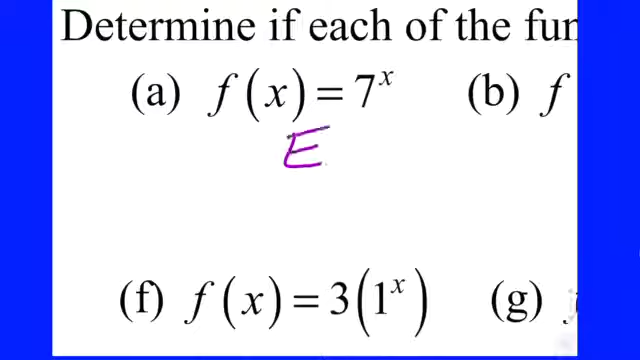 Determine if each of the fun
(a) f(x) = 7^x (b) f
E
(f) f(x) = 3(1^x) (g)